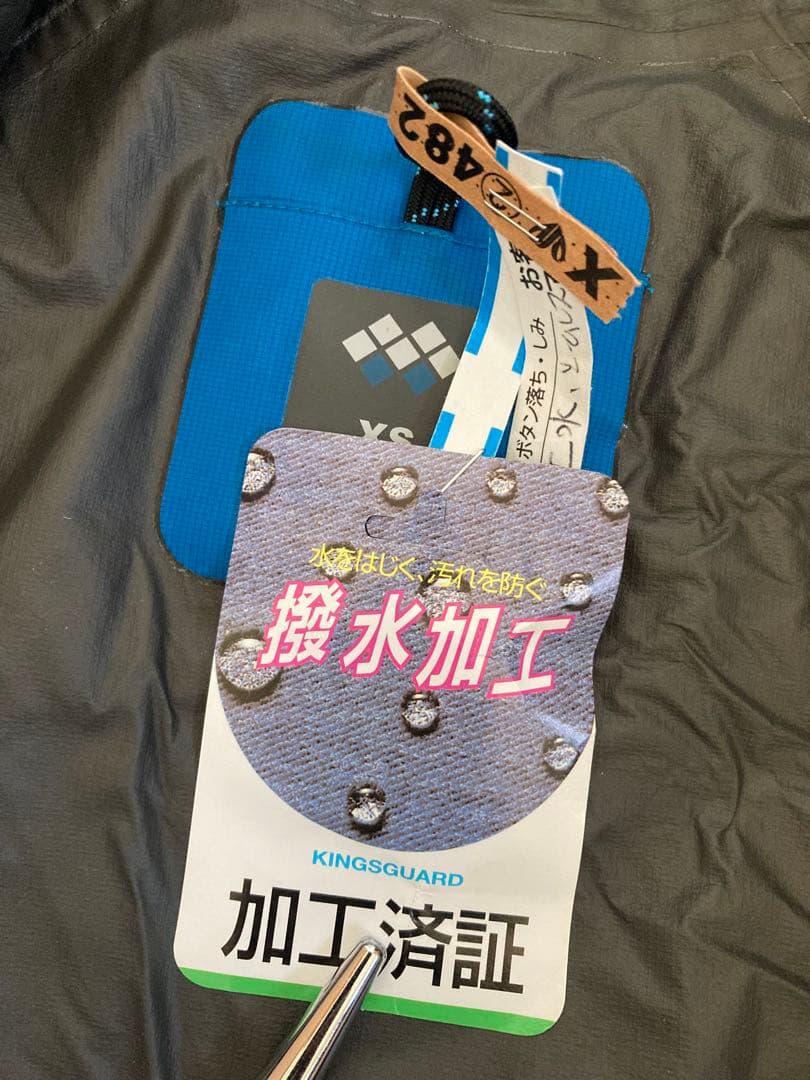 482
X
XS
お客
ボタン落ち・しみ
水をはじく、汚れを防ぐ
撥水加工
KINGSGUARD
加工済証